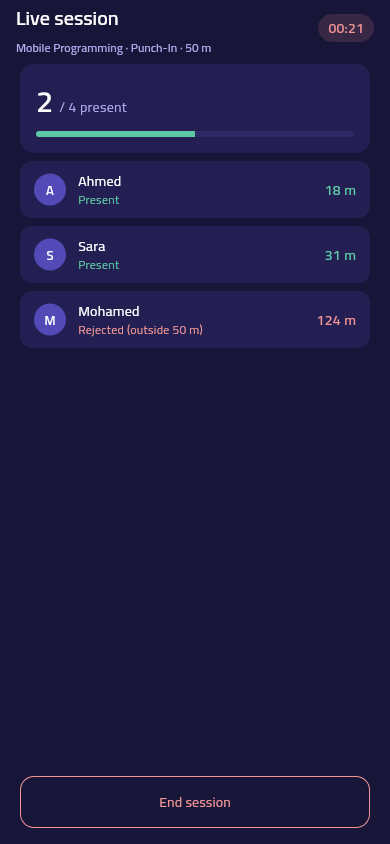 Live session
00:21
Mobile Programming · Punch-In · 50 m
2 / 4 present
A
Ahmed
Present
18 m
S
Sara
Present
31 m
M
Mohamed
Rejected (outside 50 m)
124 m
End session